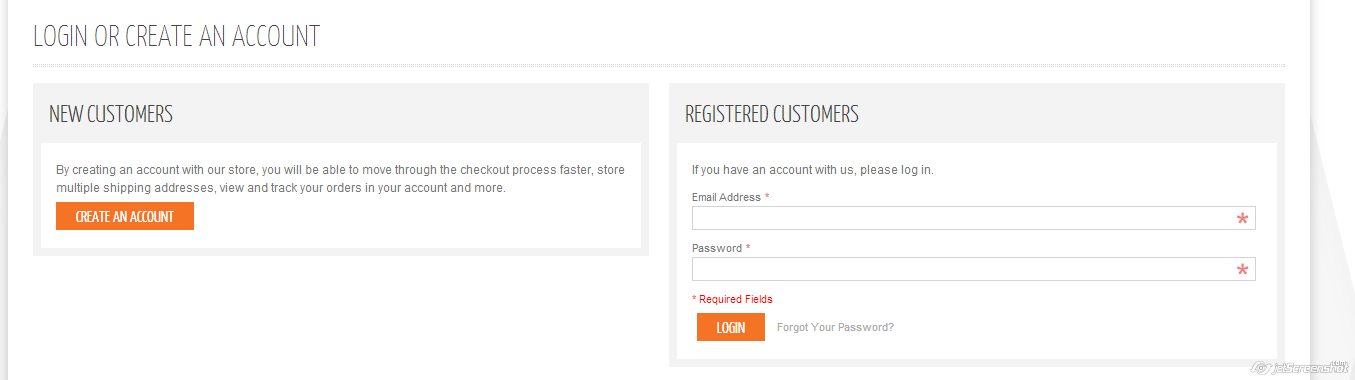 LOGIN OR CREATE AN ACCOUNT
NEW CUSTOMERS
By creating an account with our store, you will be able to move through the checkout process faster, store
multiple shipping addresses, view and track your orders in your account and more.
CREATE AN ACCOUNT
REGISTERED CUSTOMERS
If you have an account with us, please log in.
Email Address *
*
Password *
*
* Required Fields
LOGIN Forgot Your Password?
jetScreenshot